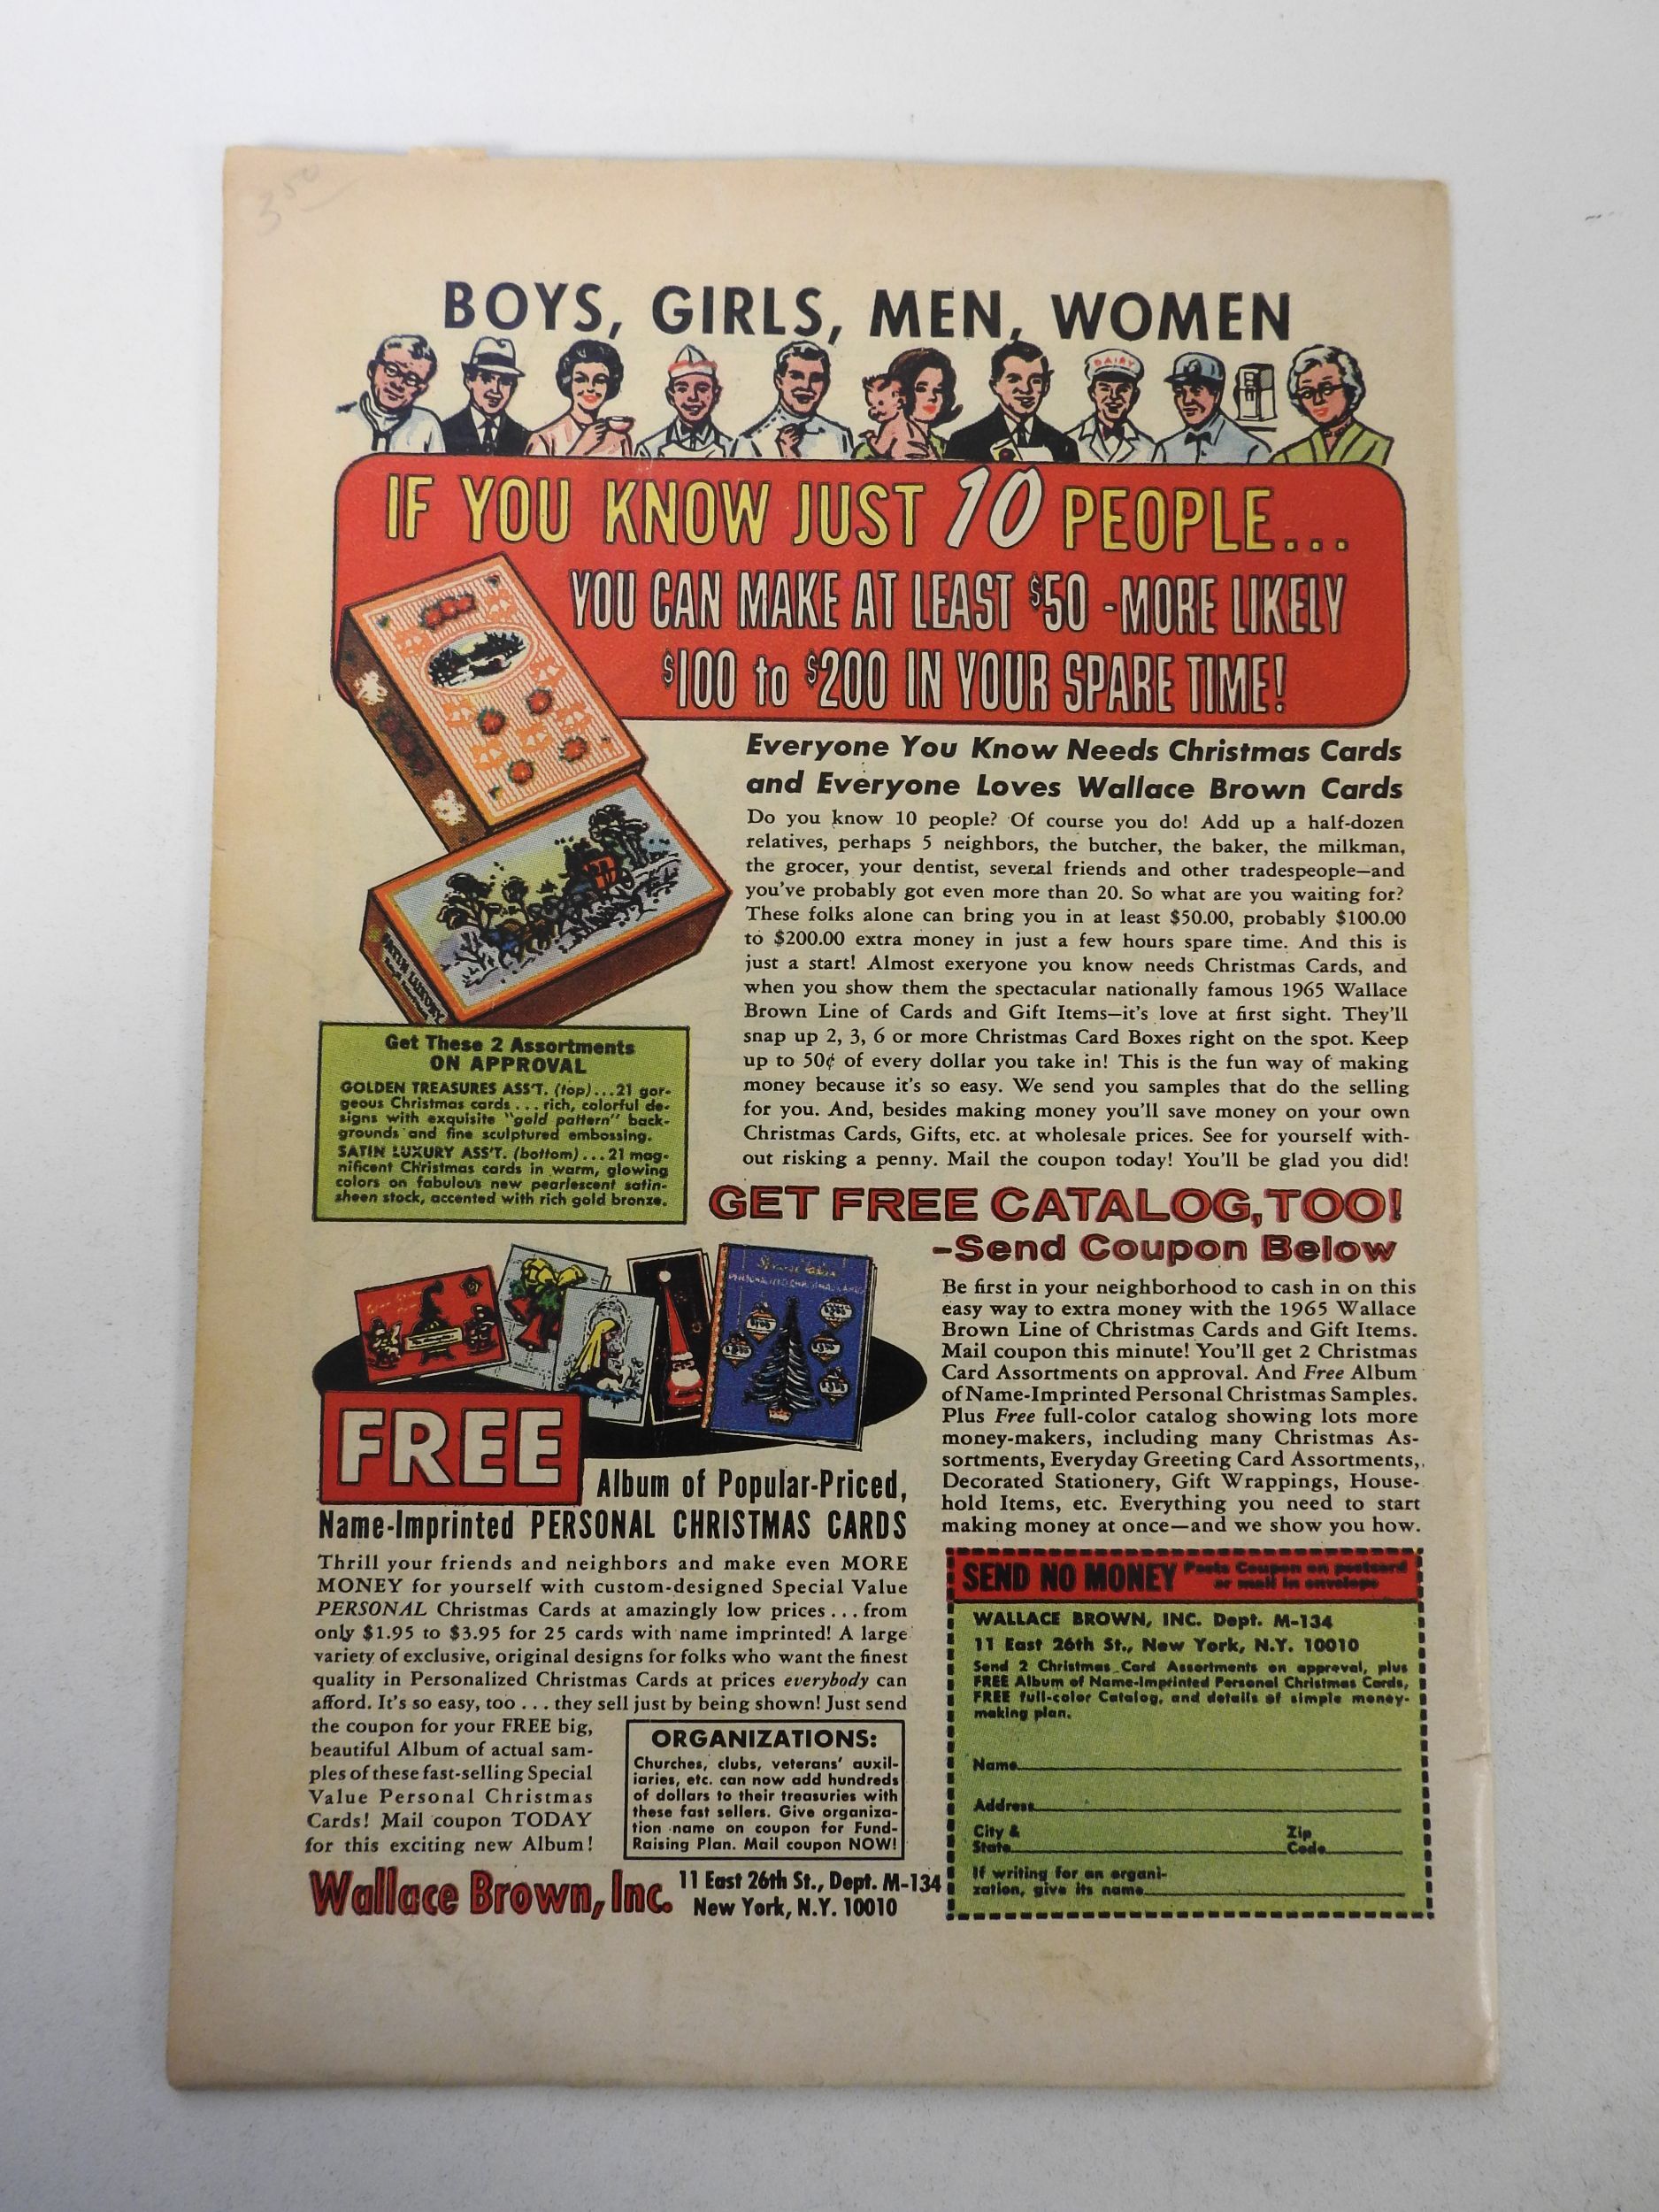 3 50
BOYS, GIRLS, MEN, WOMEN
DAIRY
IF YOU KNOW JUST 10 PEOPLE...
YOU CAN MAKE AT LEAST $50 - MORE LIKELY
$100 to $200 IN YOUR SPARE TIME!
Everyone You Know Needs Christmas Cards
and Everyone Loves Wallace Brown Cards
Do you know 10 people? Of course you do! Add up a half-dozen
relatives, perhaps 5 neighbors, the butcher, the baker, the milkman,
the grocer, your dentist, several friends and other tradespeople—and
you've probably got even more than 20. So what are you waiting for?
These folks alone can bring you in at least $50.00, probably $100.00
to $200.00 extra money in just a few hours spare time. And this is
just a start! Almost exeryone you know needs Christmas Cards, and
when you show them the spectacular nationally famous 1965 Wallace
Brown Line of Cards and Gift Items—it's love at first sight. They'll
snap up 2, 3, 6 or more Christmas Card Boxes right on the spot. Keep
up to 50¢ of every dollar you take in! This is the fun way of making
money because it's so easy. We send you samples that do the selling
for you. And, besides making money you'll save money on your own
Christmas Cards, Gifts, etc. at wholesale prices. See for yourself with-
out risking a penny. Mail the coupon today! You'll be glad you did!
SATIN LUXURY
Get These 2 Assortments
ON APPROVAL
GOLDEN TREASURES ASS'T. (top)...21 gor-
geous Christmas cards...rich, colorful de-
signs with exquisite "gold pattern" back-
grounds and fine sculptured embossing.
SATIN LUXURY ASS'T. (bottom)...21 mag-
nificent Christmas cards in warm, glowing
colors on fabulous new pearlescent satin-
sheen stock, accented with rich gold bronze.
GET FREE CATALOG, TOO!
-Send Coupon Below
Be first in your neighborhood to cash in on this
easy way to extra money with the 1965 Wallace
Brown Line of Christmas Cards and Gift Items.
Mail coupon this minute! You'll get 2 Christmas
Card Assortments on approval. And Free Album
of Name-Imprinted Personal Christmas Samples.
Plus Free full-color catalog showing lots more
money-makers, including many Christmas As-
sortments, Everyday Greeting Card Assortments,
Decorated Stationery, Gift Wrappings, House-
hold Items, etc. Everything you need to start
making money at once—and we show you how.
FREE
Album of Popular-Priced,
Name-Imprinted PERSONAL CHRISTMAS CARDS
Thrill your friends and neighbors and make even MORE
MONEY for yourself with custom-designed Special Value
PERSONAL Christmas Cards at amazingly low prices...from
only $1.95 to $3.95 for 25 cards with name imprinted! A large
variety of exclusive, original designs for folks who want the finest
quality in Personalized Christmas Cards at prices everybody can
afford. It's so easy, too...they sell just by being shown! Just send
the coupon for your FREE big,
beautiful Album of actual sam-
ples of these fast-selling Special
Value Personal Christmas
Cards! Mail coupon TODAY
for this exciting new Album!
ORGANIZATIONS:
Churches, clubs, veterans' auxil-
iaries, etc. can now add hundreds
of dollars to their treasuries with
these fast sellers. Give organiza-
tion name on coupon for Fund-
Raising Plan. Mail coupon NOW!
Wallace Brown, Inc.
11 East 26th St., Dept. M-134
New York, N.Y. 10010
SEND NO MONEY
Paste Coupon on postcard
or mail in envelope
WALLACE BROWN, INC. Dept. M-134
11 East 26th St., New York, N.Y. 10010
Send 2 Christmas Card Assortments on approval, plus
FREE Album of Name-Imprinted Personal Christmas Cards,
FREE full-color Catalog, and details of simple money-
making plan.
Name
Address
City & State Zip Code
If writing for an organi-
zation, give its name